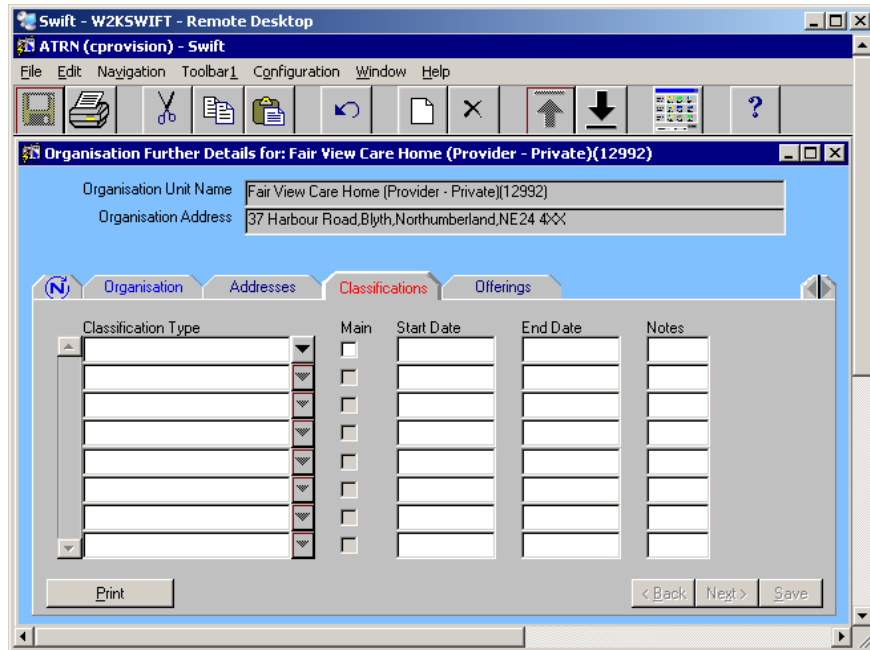 Swift - W2KSWIFT - Remote Desktop
ATRN (cprovision) - Swift
File Edit Navigation Toolbar1 Configuration Window Help
?
Organisation Further Details for: Fair View Care Home (Provider - Private)(12992)
Organisation Unit Name Fair View Care Home (Provider - Private)(12992)
Organisation Address 37 Harbour Road,Blyth,Northumberland,NE24 4XX
N Organisation Addresses Classifications Offerings
Classification Type Main Start Date End Date Notes
Print < Back Next > Save